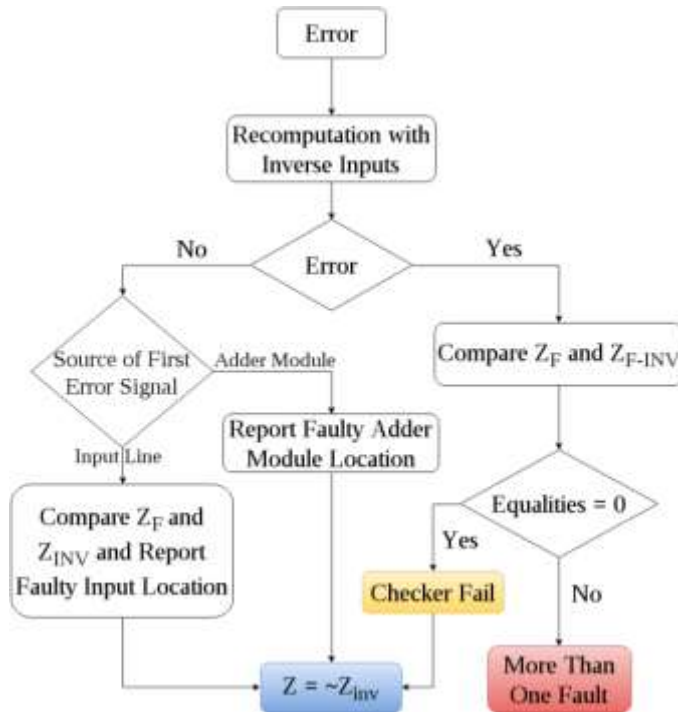 Error
Recomputation with
Inverse Inputs
No
Error
Yes
Source of First
Error Signal
Adder Module
Compare Z_F and Z_F-INV
Input Line
Report Faulty Adder
Module Location
Compare Z_F and
Z_INV and Report
Faulty Input Location
Equalities = 0
Yes
Checker Fail
No
Z = ~Z_inv
More Than
One Fault